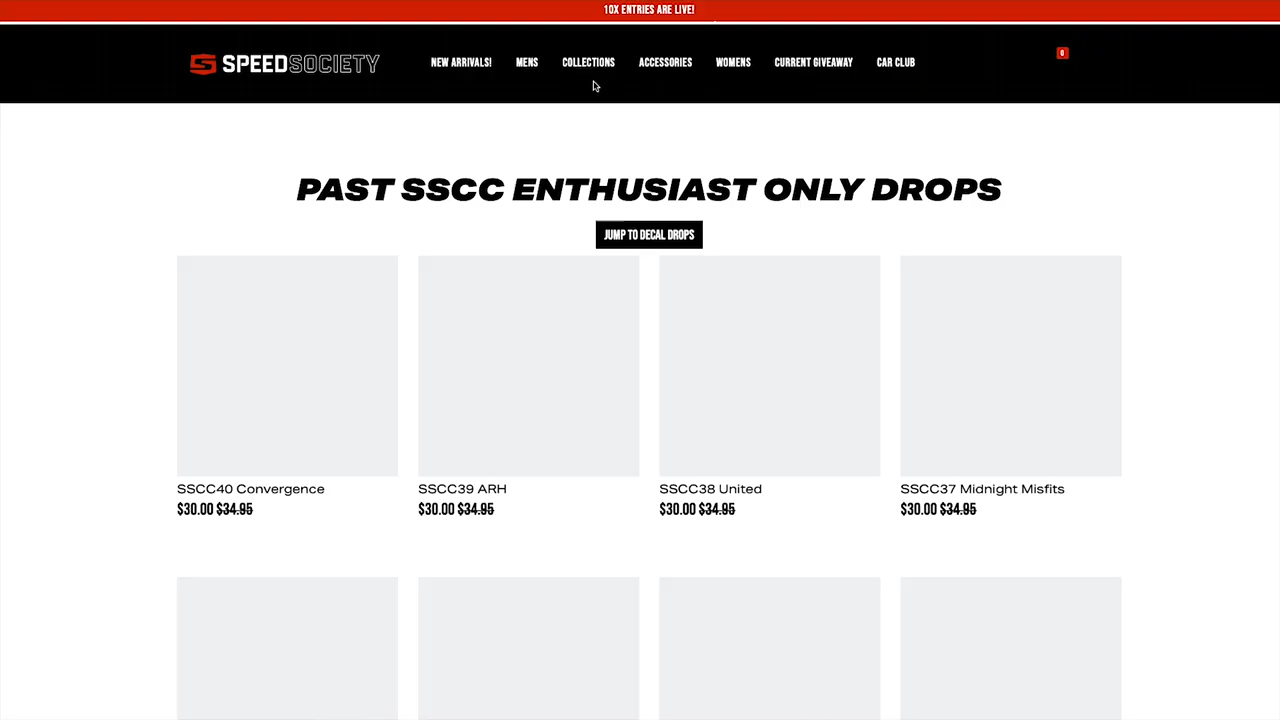 10X ENTRIES ARE LIVE!
SPEEDSOCIETY
NEW ARRIVALS! MENS COLLECTIONS ACCESSORIES WOMENS CURRENT GIVEAWAY CAR CLUB
0
PAST SSCC ENTHUSIAST ONLY DROPS
JUMP TO DECAL DROPS
SSCC40 Convergence
$30.00 $34.95
SSCC39 ARH
$30.00 $34.95
SSCC38 United
$30.00 $34.95
SSCC37 Midnight Misfits
$30.00 $34.95